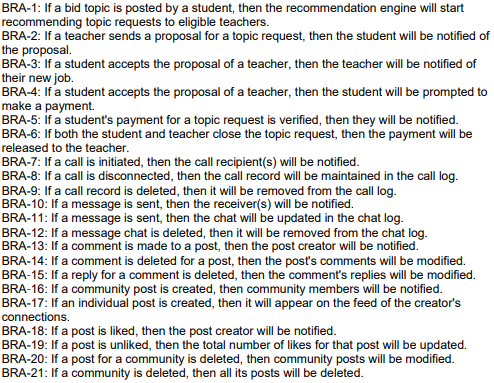 BRA-1: If a bid topic is posted by a student, then the recommendation engine will start
recommending topic requests to eligible teachers.
BRA-2: If a teacher sends a proposal for a topic request, then the student will be notified of
the proposal.
BRA-3: If a student accepts the proposal of a teacher, then the teacher will be notified of
their new job.
BRA-4: If a student accepts the proposal of a teacher, then the student will be prompted to
make a payment.
BRA-5: If a student's payment for a topic request is verified, then they will be notified.
BRA-6: If both the student and teacher close the topic request, then the payment will be
released to the teacher.
BRA-7: If a call is initiated, then the call recipient(s) will be notified.
BRA-8: If a call is disconnected, then the call record will be maintained in the call log.
BRA-9: If a call record is deleted, then it will be removed from the call log.
BRA-10: If a message is sent, then the receiver(s) will be notified.
BRA-11: If a message is sent, then the chat will be updated in the chat log.
BRA-12: If a message chat is deleted, then it will be removed from the chat log.
BRA-13: If a comment is made to a post, then the post creator will be notified.
BRA-14: If a comment is deleted for a post, then the post's comments will be modified.
BRA-15: If a reply for a comment is deleted, then the comment's replies will be modified.
BRA-16: If a community post is created, then community members will be notified.
BRA-17: If an individual post is created, then it will appear on the feed of the creator's
connections.
BRA-18: If a post is liked, then the post creator will be notified.
BRA-19: If a post is unliked, then the total number of likes for that post will be updated.
BRA-20: If a post for a community is deleted, then community posts will be modified.
BRA-21: If a community is deleted, then all its posts will be deleted.